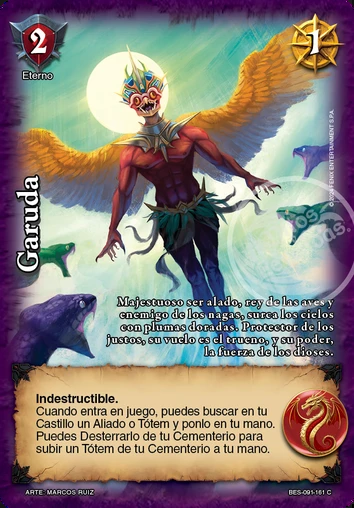 2
1
Eterno
Garuda
© 2023 FENIX ENTERTAINMENT S.P.A.
Majestuoso ser alado, rey de las aves y
enemigo de los nagas, surca los cielos
con plumas doradas. Protector de los
justos, su vuelo es el trueno, y su poder,
la fuerza de los dioses.
Indestructible.
Cuando entra en juego, puedes buscar en tu
Castillo un Aliado o Tótem y ponlo en tu mano.
Puedes Desterrarlo de tu Cementerio para
subir un Tótem de tu Cementerio a tu mano.
ARTE: MARCOS RUIZ
BES-091-161 C